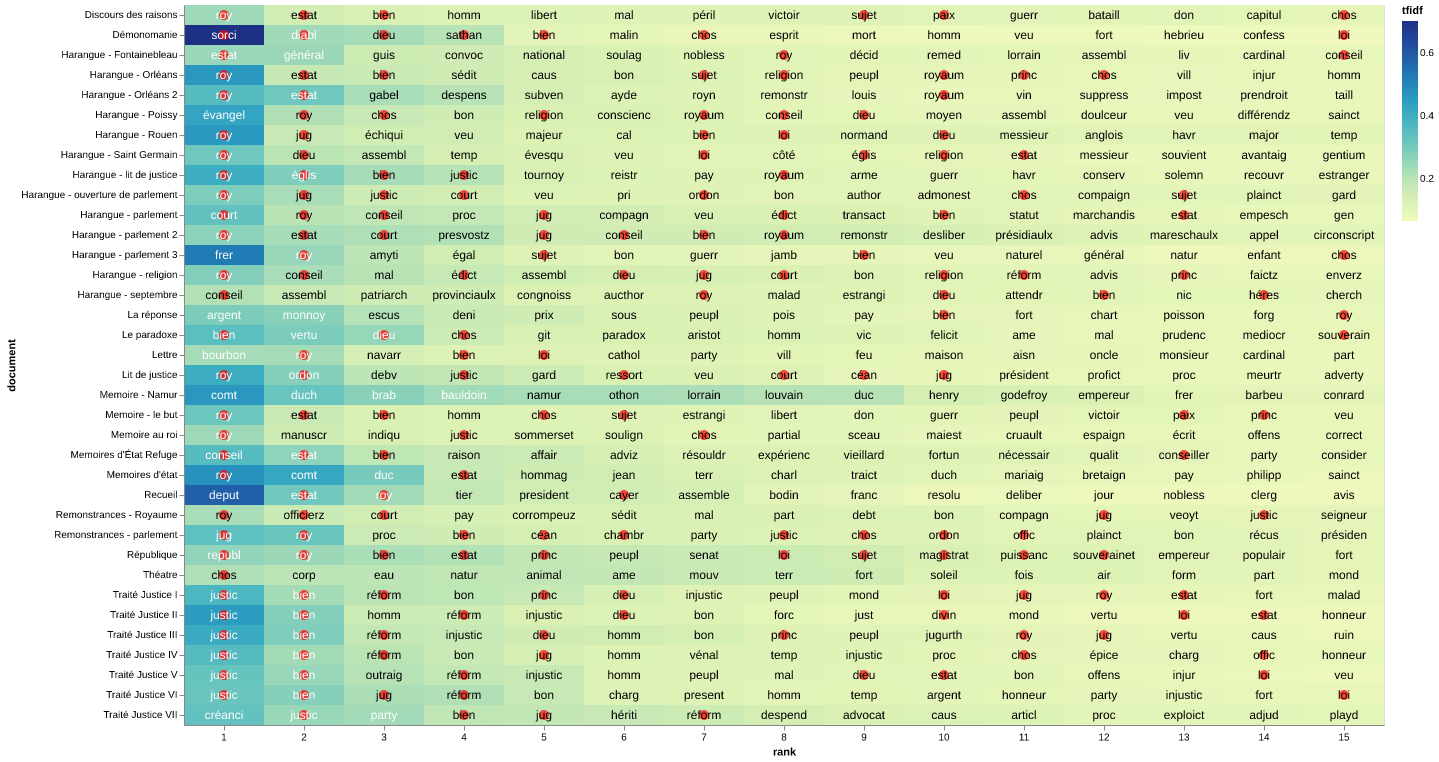 tfidf
Discours des raisons roy estat bien homm libert mal péril victoir sujet paix guerr bataill don capitul chos
Démonomanie sorci diabl dieu sathan bien malin chos esprit mort homm veu fort hebrieu confess loi
Harangue - Fontainebleau estat général guis convoc national soulag nobless roy décid remed lorrain assembl liv cardinal conseil
0.6
Harangue - Orléans roy estat bien sédit caus bon sujet religion peupl royaum princ chos vill injur homm
Harangue - Orléans 2 roy estat gabel despens subven ayde royn remonstr louis royaum vin suppress impost prendroit taill
Harangue - Poissy évangel roy chos bon religion conscienc royaum conseil dieu moyen assembl douceur veu différendz sainct
0.4
Harangue - Rouen roy jug échiqui veu majeur cal bien loi normand dieu messieur anglois havr major temp
Harangue - Saint Germain roy dieu assembl temp évesqu veu loi côté églis religion estat messieur souvient avantaig gentium
Harangue - lit de justice roy églis bien justic tournoy reistr pay royaum arme guerr havr conserv solemn recouvr estranger
0.2
Harangue - ouverture de parlement roy jug justic court veu pri ordon bon author admonest chos compaign sujet plainct gard
Harangue - parlement court roy conseil proc jug compagn veu édict transact bien statut marchandis estat empesch gen
Harangue - parlement 2 roy estat court presvostz jug conseil bien royaum remonstr desliber présidiaulx advis mareschaulx appel circonscript
Harangue - parlement 3 frer roy amyti égal sujet bon guerr jamb bien veu naturel général natur enfant chos
Harangue - religion roy conseil mal édict assembl dieu jug court bon religion réform advis princ faictz enverz
Harangue - septembre conseil assembl patriarch provinciaulx congnoiss aucthor roy malad estrangi dieu attendr bien nic héres cherch
La réponse argent monnoy escus deni prix sous peupl pois pay bien fort chart poisson forg roy
Le paradoxe bien vertu dieu chos git paradox aristot homm vic felicit ame mal prudenc mediocr souverain
Lettre bourbon roy navarr bien loi cathol party vill feu maison aisn oncle monsieur cardinal part
Lit de justice roy ordon debv justic gard ressort veu court céan jug président profict proc meurtr adverty
Memoire - Namur comt duch brab bauldoin namur othon lorrain louvain duc henry godefroy empereur frer barbeu conrard
Memoire - le but roy estat bien homm chos sujet estrangi libert don guerr peupl victoir paix princ veu
Memoire au roi roy manuscr indiqu justic sommerset soulign chos partial sceau maiest cruault espaign écrit offens correct
Memoires d'État Refuge conseil estat bien raison affair adviz résouldr expérienc vieillard fortun nécessair qualit conseiller party consider
Memoires d'état roy comt duc estat hommag jean terr charl traict duch mariaig bretaign pay philipp sainct
Recueil deput estat roy tier president cayer assemble bodin franc resolu deliber jour nobless clerg avis
Remonstrances - Royaume roy officierz court pay corrompeuz sédit mal part debt bon compagn jug veoyt justic seigneur
Remonstrances - parlement jug roy proc bien céan chambr party justic chos ordon offic plainct bon récus présiden
République republ roy bien estat princ peupl senat loi sujet magistrat puissanc souverainet empereur populair fort
Théatre chos corp eau natur animal ame mouv terr fort soleil fois air form part mond
Traité Justice I justic bien réform bon princ dieu injustic peupl mond loi jug roy estat fort malad
Traité Justice II justic bien homm réform injustic dieu bon forc just divin mond vertu loi estat honneur
Traité Justice III justic bien réform injustic dieu homm bon princ peupl jugurth roy jug vertu caus ruin
Traité Justice IV justic bien réform bon jug homm vénal temp injustic proc chos épice charg offic honneur
Traité Justice V justic bien outraig réform injustic homm peupl mal dieu estat bon offens injur loi veu
Traité Justice VI justic bien jug réform bon charg present homm temp argent honneur party injustic fort loi
Traité Justice VII créanci justic party bien jug hériti réform despend advocat caus articl proc exploict adjud playd
1 2 3 4 5 6 7 8 9 10 11 12 13 14 15
rank
document